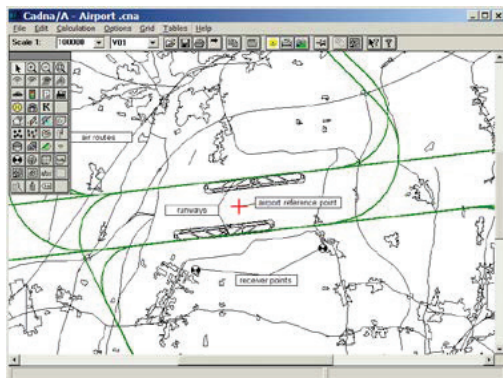 Cadna/A - Airport .cna
File Edit Calculation Options Grid Tables Help
Scale 1: 100000 V01
K
air routes
runways
airport reference point
receiver points